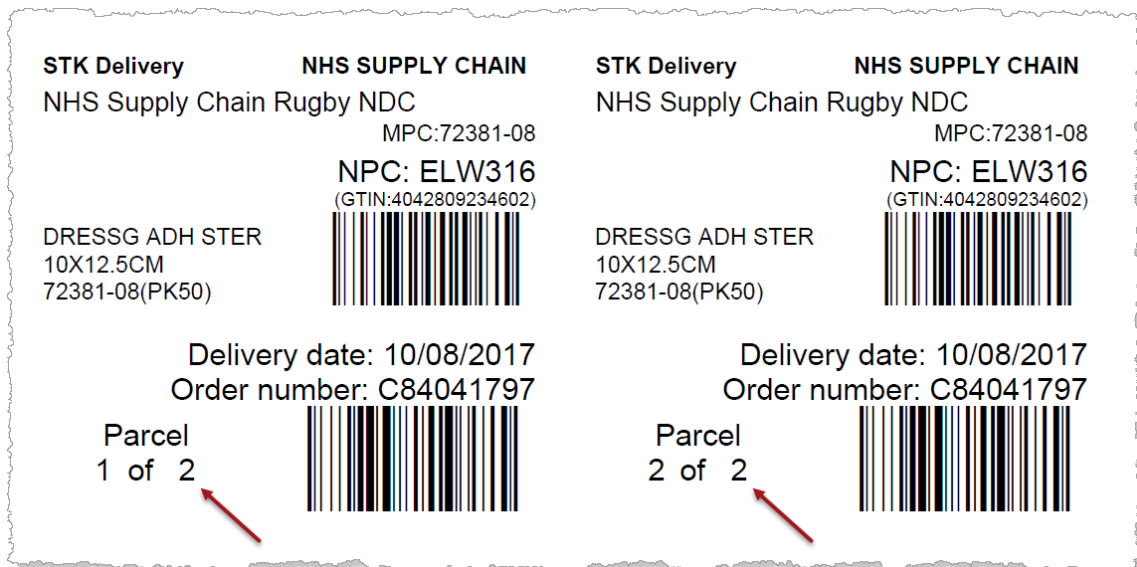 STK Delivery NHS SUPPLY CHAIN
NHS Supply Chain Rugby NDC
MPC:72381-08
NPC: ELW316
(GTIN:4042809234602)
DRESSG ADH STER
10X12.5CM
72381-08(PK50)
Delivery date: 10/08/2017
Order number: C84041797
Parcel
1 of 2
STK Delivery NHS SUPPLY CHAIN
NHS Supply Chain Rugby NDC
MPC:72381-08
NPC: ELW316
(GTIN:4042809234602)
DRESSG ADH STER
10X12.5CM
72381-08(PK50)
Delivery date: 10/08/2017
Order number: C84041797
Parcel
2 of 2